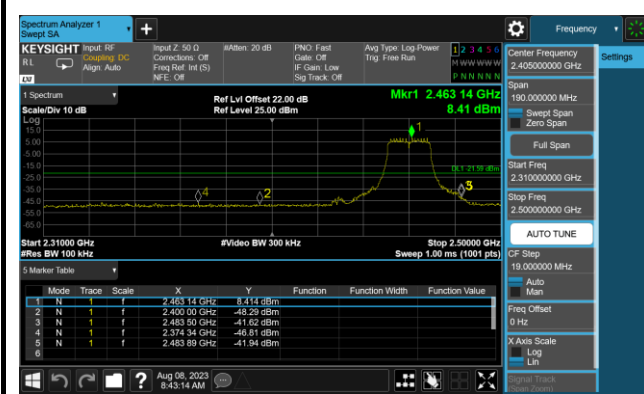 Spectrum Analyzer 1
Swept SA
Frequency
KEYSIGHT Input: RF
Coupling: DC
Align: Auto
RL
LXI
Input Z: 50 Ω
Corrections: Off
Freq Ref: Int (S)
NFE: Off
#Atten: 20 dB
PNO: Fast
Gate: Off
IF Gain: Low
Sig Track: Off
Avg Type: Log-Power
Trig: Free Run
1 2 3 4 5 6
M W W W W W
P N N N N N
1 Spectrum
Scale/Div 10 dB
Ref Lvl Offset 22.00 dB
Ref Level 25.00 dBm
Mkr1 2.463 14 GHz
8.41 dBm
Log
15.0
5.00
-5.00
-15.0
-25.0
-35.0
-45.0
-55.0
-65.0
1
2
3
4
DL1 -21.59 dBm
Start 2.31000 GHz
#Res BW 100 kHz
#Video BW 300 kHz
Stop 2.50000 GHz
Sweep 1.00 ms (1001 pts)
5 Marker Table
Mode Trace Scale X Y Function Function Width Function Value
1 N 1 f 2.463 14 GHz 8.414 dBm
2 N 1 f 2.400 00 GHz -48.29 dBm
3 N 1 f 2.483 50 GHz -41.62 dBm
4 N 1 f 2.374 34 GHz -46.81 dBm
5 N 1 f 2.483 89 GHz -41.94 dBm
6
Aug 08, 2023
8:43:14 AM
Center Frequency
2.405000000 GHz
Settings
Span
190.000000 MHz
Swept Span
Zero Span
Full Span
Start Freq
2.310000000 GHz
Stop Freq
2.500000000 GHz
AUTO TUNE
CF Step
19.000000 MHz
Auto
Man
Freq Offset
0 Hz
X Axis Scale
Log
Lin
Signal Track
(Span Zoom)